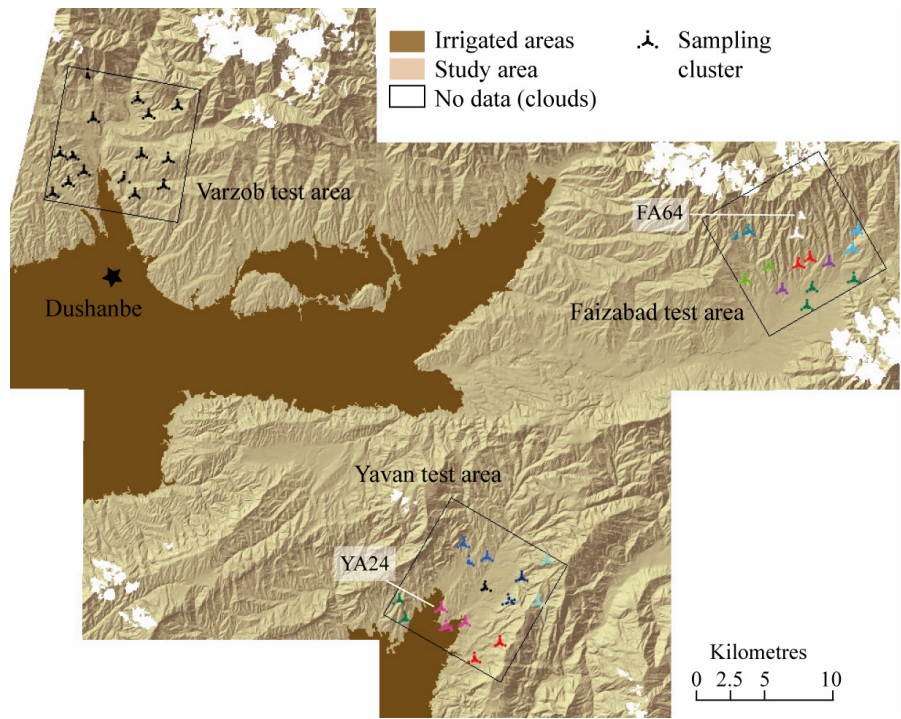 Irrigated areas
Study area
No data (clouds)
Sampling
cluster
Varzob test area
FA64
Dushanbe
Faizabad test area
Yavan test area
YA24
Kilometres
0 2.5 5 10